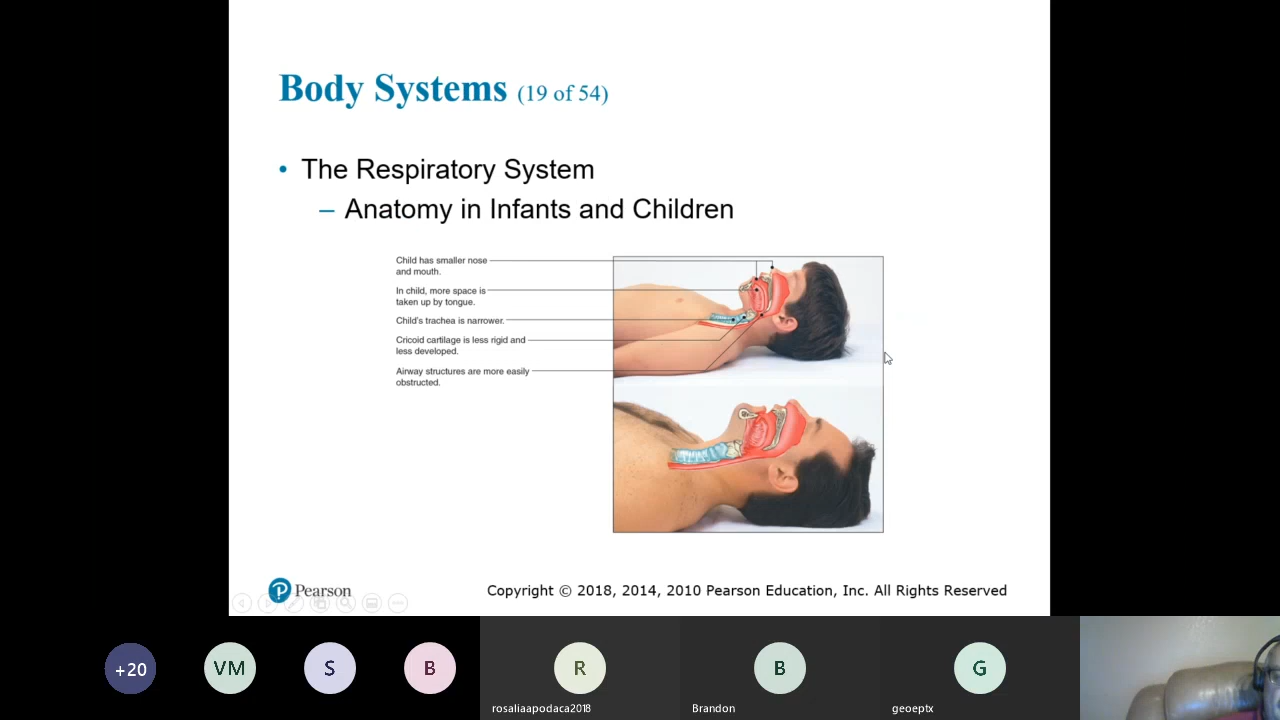 Body Systems (19 of 54)
• The Respiratory System
– Anatomy in Infants and Children
Child has smaller nose
and mouth.
In child, more space is
taken up by tongue.
Child's trachea is narrower.
Cricoid cartilage is less rigid and
less developed.
Airway structures are more easily
obstructed.
P Pearson
Copyright © 2018, 2014, 2010 Pearson Education, Inc. All Rights Reserved
+20
VM
S
B
R
B
G
rosaliaapodaca2018
Brandon
geoeptx